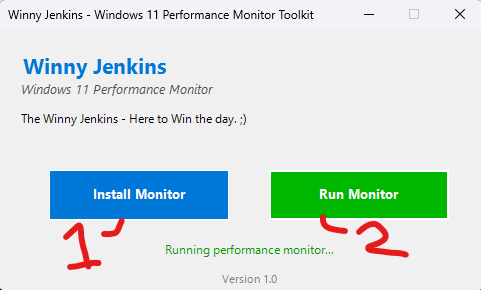 Winny Jenkins - Windows 11 Performance Monitor Toolkit
Winny Jenkins
Windows 11 Performance Monitor
The Winny Jenkins - Here to Win the day. ;)
Install Monitor
Run Monitor
1
2
Running performance monitor...
Version 1.0